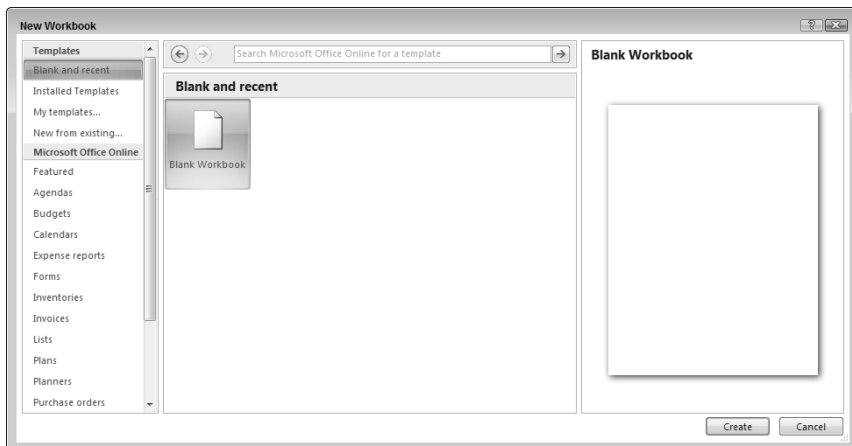 New Workbook
Templates
Blank and recent
Installed Templates
My templates...
New from existing...
Microsoft Office Online
Featured
Agendas
Budgets
Calendars
Expense reports
Forms
Inventories
Invoices
Lists
Plans
Planners
Purchase orders
Search Microsoft Office Online for a template
Blank and recent
Blank Workbook
Blank Workbook
Create
Cancel